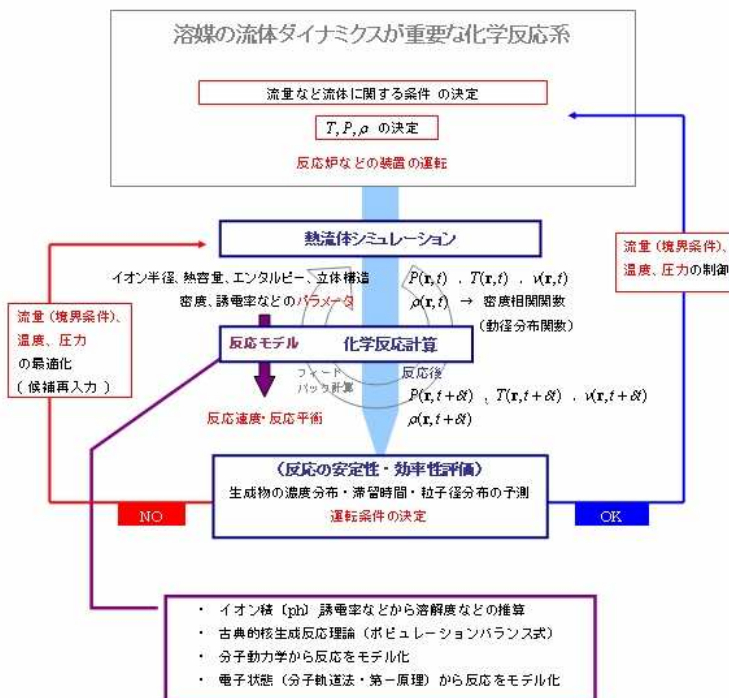 溶媒の流体ダイナミクスが重要な化学反応系
流量など流体に関する条件 の決定
T, P, ρ の決定
反応炉などの装置の運転
熱流体シミュレーション
イオン半径、熱容量、エンタルピー、立体構造
密度、誘電率などのパラメータ
P(r,t) , T(r,t) , v(r,t)
ρ(r,t) → 密度相関関数
(動径分布関数)
流量 (境界条件)、
温度、圧力の制御
流量 (境界条件)、
温度、圧力
の最適化
( 候補再入力 )
反応モデル 化学反応計算
フィード
バック計算
反応後
P(r,t+δt) , T(r,t+δt) , v(r,t+δt)
ρ(r,t+δt)
反応速度・反応平衡
(反応の安定性・効率性評価)
生成物の濃度分布・滞留時間・粒子径分布の予測
運転条件の決定
NO
OK
・ イオン積〔ph〕誘電率などから溶解度などの推算
・ 古典的核生成反応理論（ポピュレーションバランス式）
・ 分子動力学から反応をモデル化
・ 電子状態（分子軌道法・第一原理）から反応をモデル化